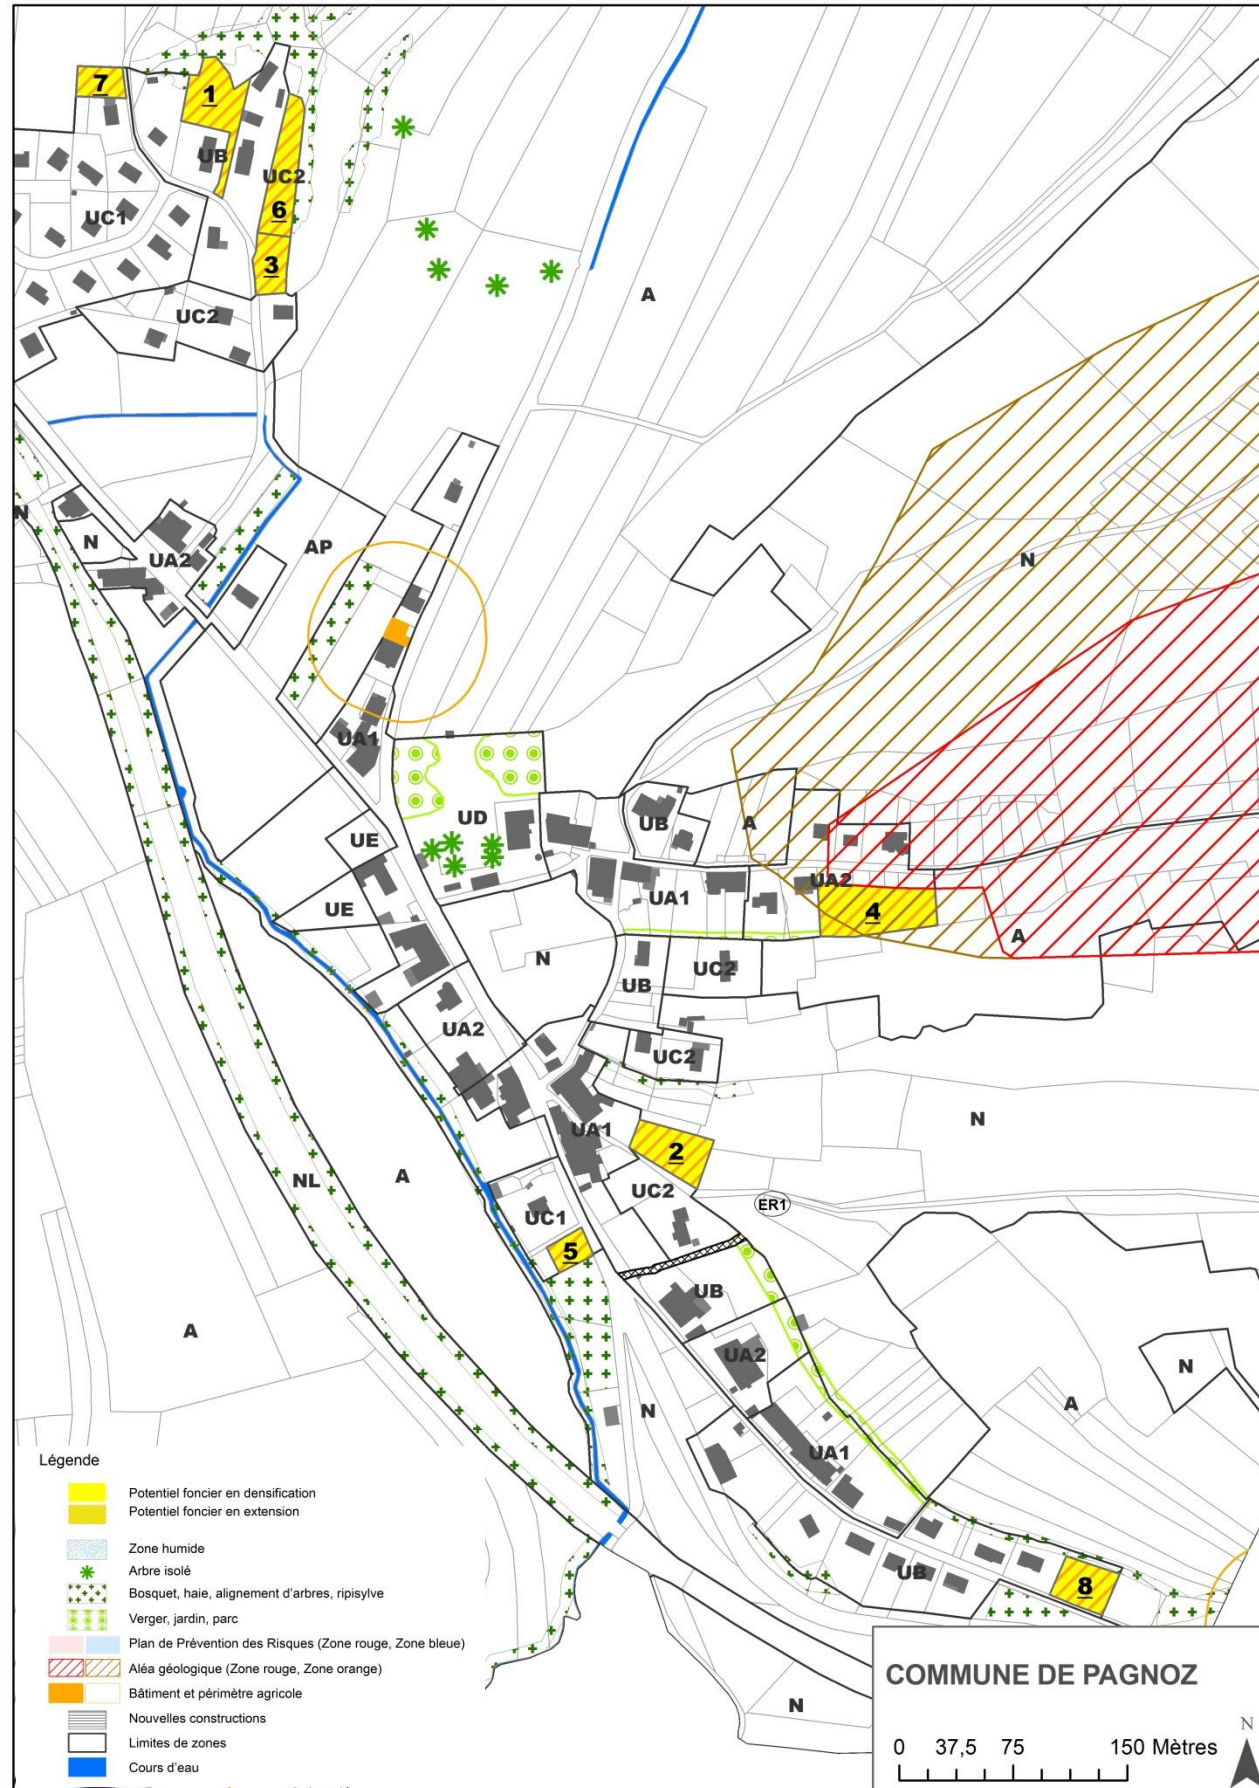 7
1
UB
UC2
UC1
6
3
A
UC2
N
N
AP
UA2
N
UA1
UD
UE
UB
A
UA2
UE
UA1
4
A
N
UC2
UB
UA2
UC2
N
UA1
2
NL
A
UC2
ER1
UC1
5
UB
A
UA2
N
A
N
UA1
UB
8
N
Légende
Potentiel foncier en densification
Potentiel foncier en extension
Zone humide
Arbre isolé
Bosquet, haie, alignement d'arbres, ripisylve
Verger, jardin, parc
Plan de Prévention des Risques (Zone rouge, Zone bleue)
Aléa géologique (Zone rouge, Zone orange)
Bâtiment et périmètre agricole
Nouvelles constructions
Limites de zones
Cours d'eau
COMMUNE DE PAGNOZ
0 37,5 75 150 Mètres
N